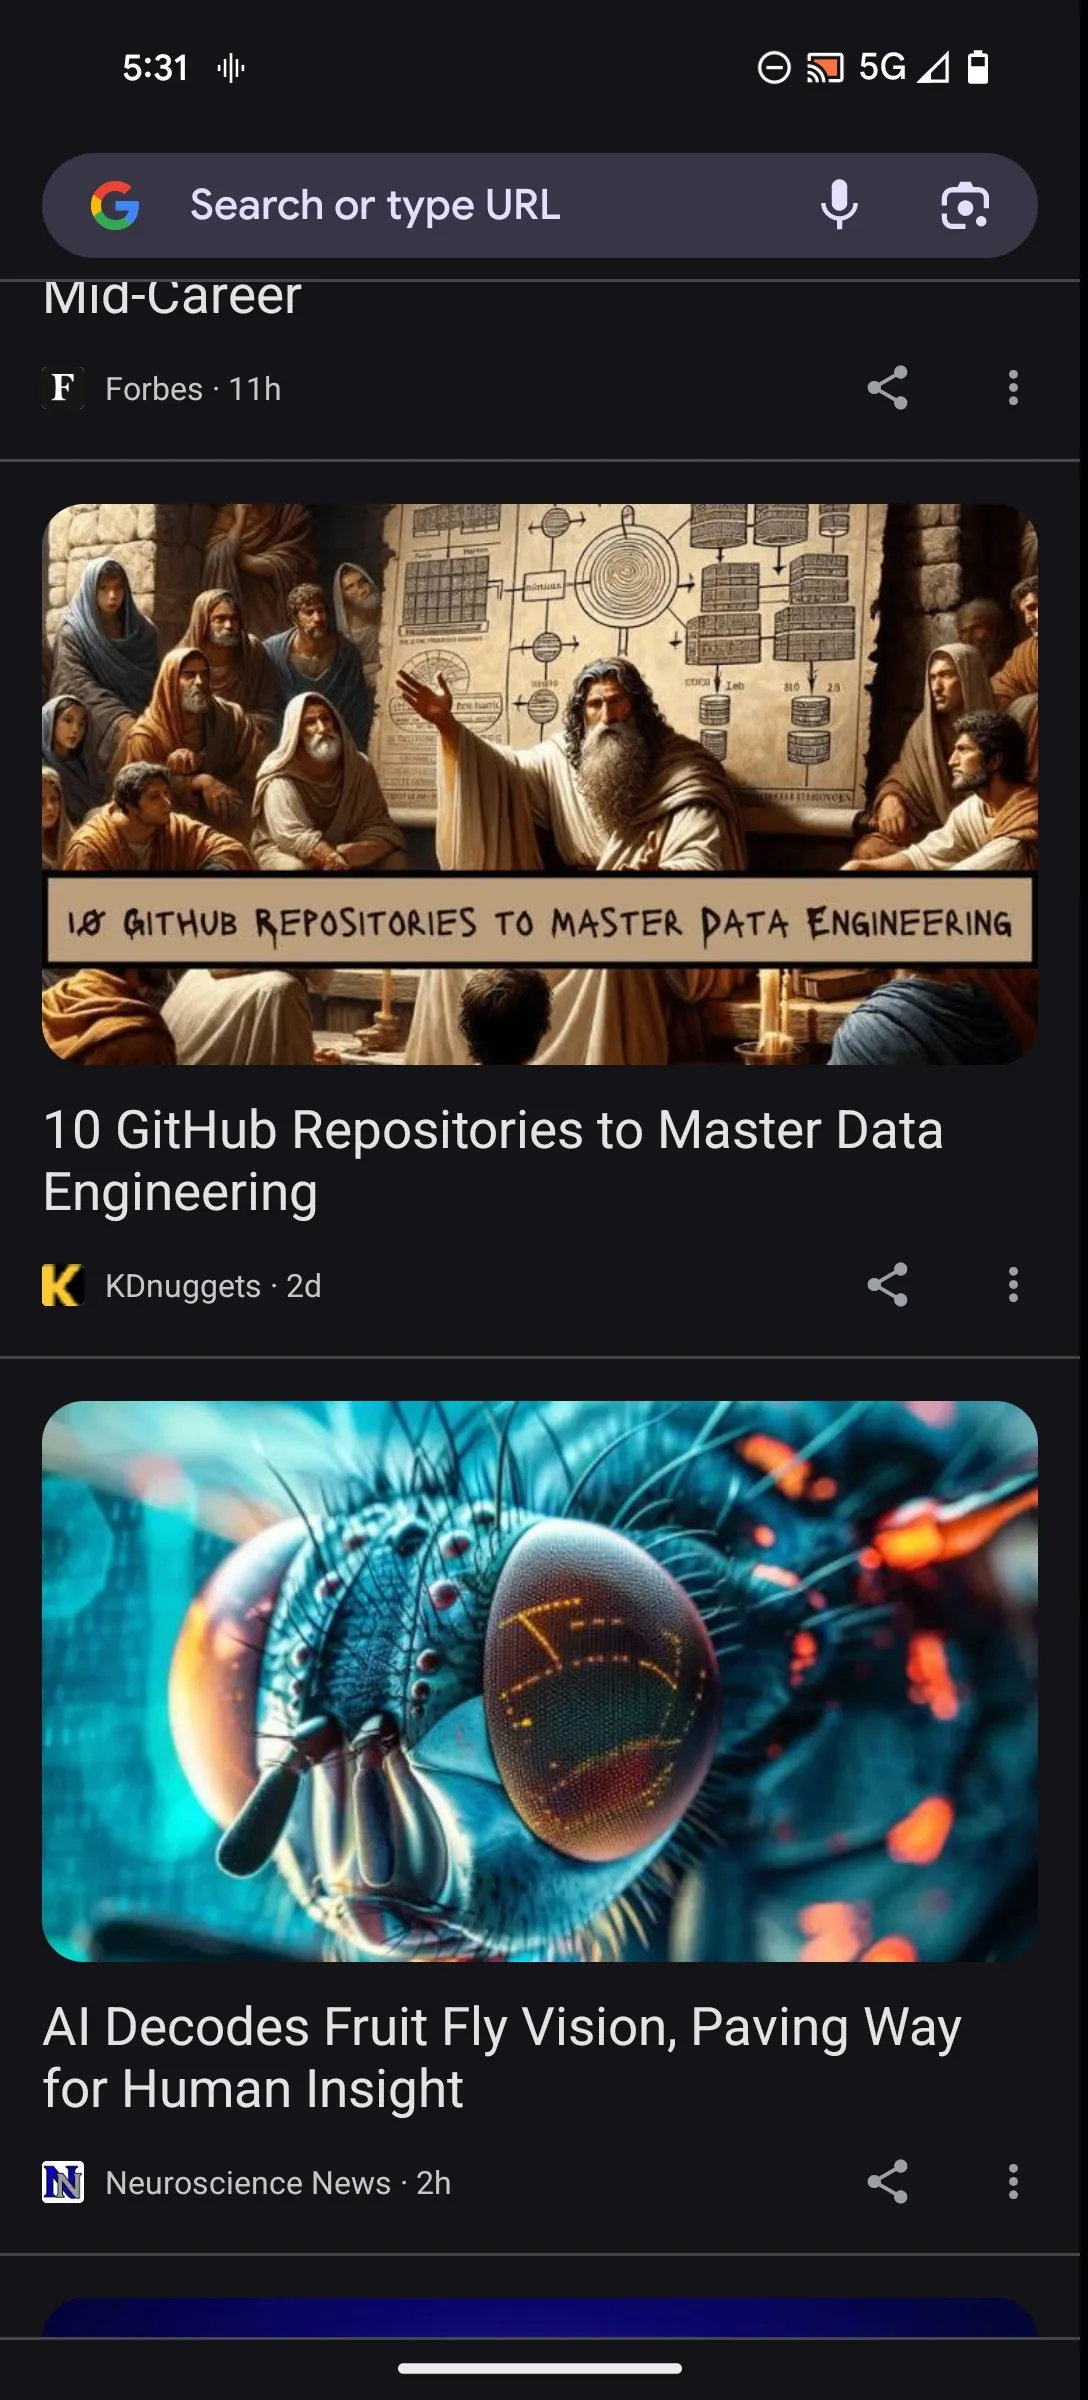 5:31
5G
Search or type URL
Mid-Career
F Forbes · 11h
10 GITHUB REPOSITORIES TO MASTER DATA ENGINEERING
10 GitHub Repositories to Master Data
Engineering
K KDnuggets · 2d
AI Decodes Fruit Fly Vision, Paving Way
for Human Insight
N Neuroscience News · 2h